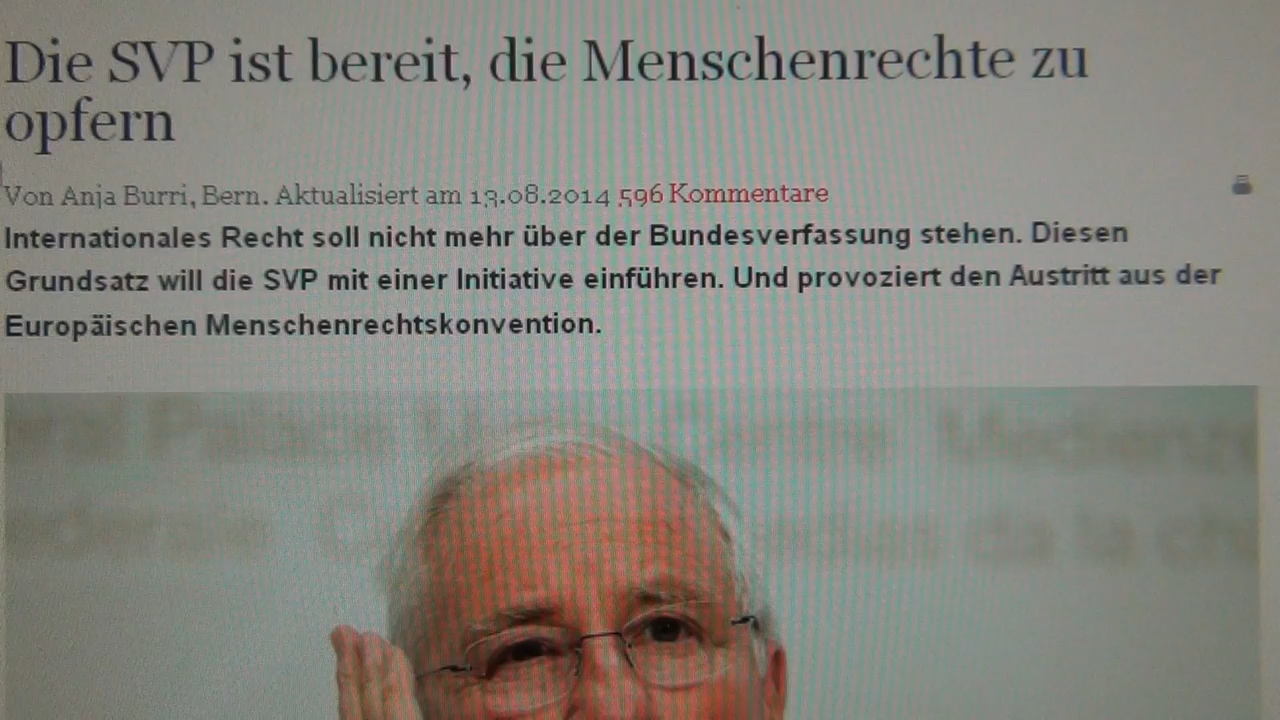 Die SVP ist bereit, die Menschenrechte zu
opfern
Von Anja Burri, Bern. Aktualisiert am 13.08.2014 596 Kommentare
Internationales Recht soll nicht mehr über der Bundesverfassung stehen. Diesen
Grundsatz will die SVP mit einer Initiative einführen. Und provoziert den Austritt aus der
Europäischen Menschenrechtskonvention.